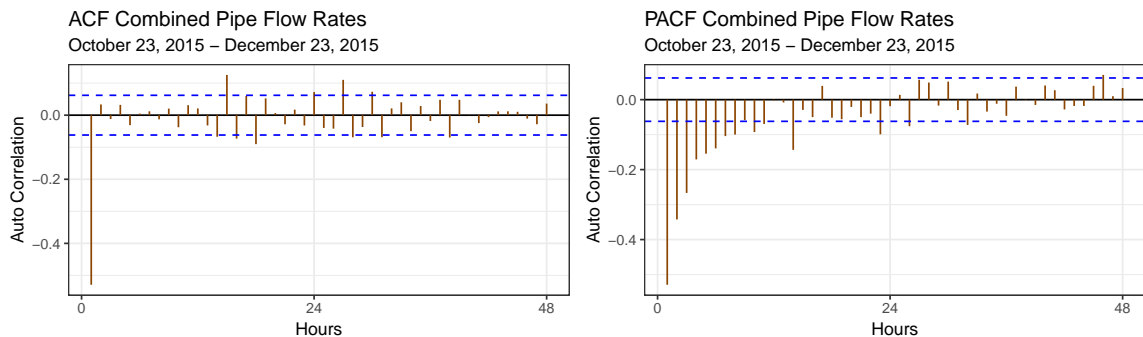 ACF Combined Pipe Flow Rates
October 23, 2015 – December 23, 2015
Auto Correlation
0.0
−0.2
−0.4
0
24
48
Hours
PACF Combined Pipe Flow Rates
October 23, 2015 – December 23, 2015
Auto Correlation
0.0
−0.2
−0.4
0
24
48
Hours